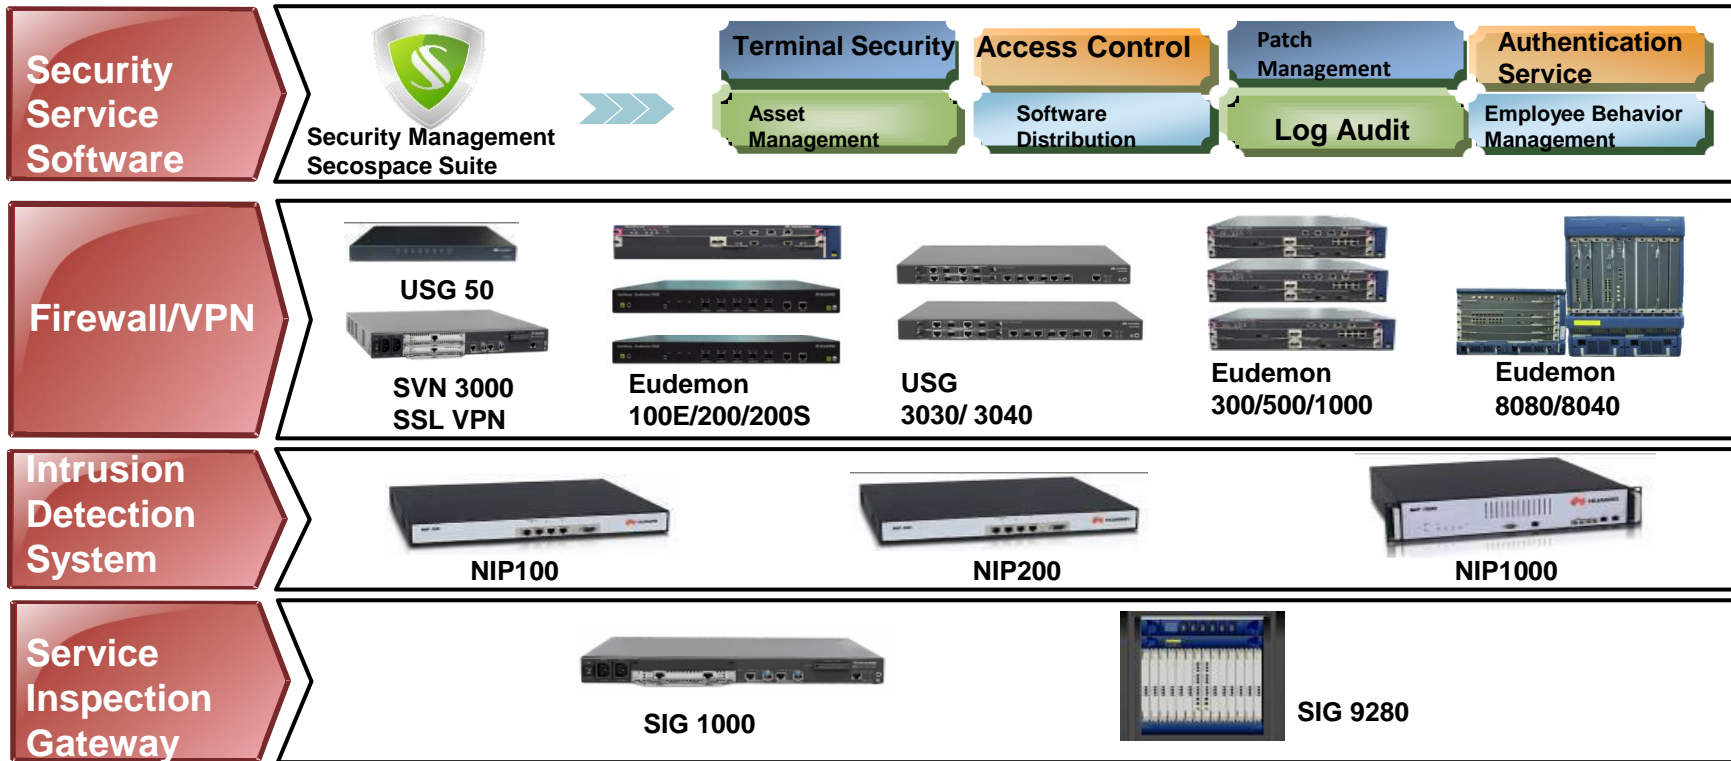 Security
Service
Software
Security Management
Secospace Suite
Terminal Security
Access Control
Patch
Management
Authentication
Service
Asset
Management
Software
Distribution
Log Audit
Employee Behavior
Management
Firewall/VPN
USG 50
SVN 3000
SSL VPN
Eudemon
100E/200/200S
USG
3030/ 3040
Eudemon
300/500/1000
Eudemon
8080/8040
Intrusion
Detection
System
NIP100
NIP200
HUAWEI
NIP1000
Service
Inspection
Gateway
SIG 1000
SIG 9280